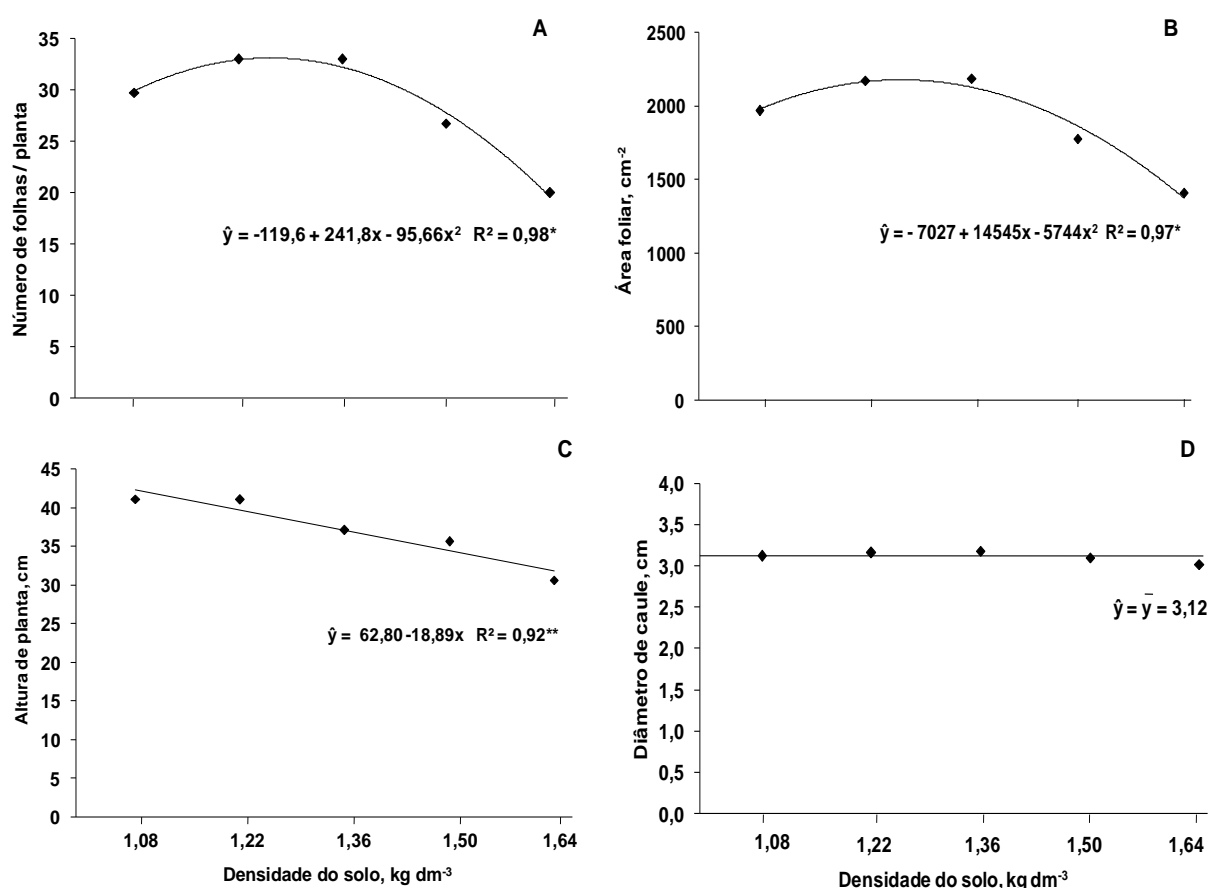 A
Número de folhas / planta
35
30
25
20
15
10
5
0
ŷ = -119,6 + 241,8x - 95,66x² R² = 0,98*
B
Área foliar, cm⁻²
2500
2000
1500
1000
500
0
ŷ = - 7027 + 14545x - 5744x² R² = 0,97*
C
Altura de planta, cm
45
40
35
30
25
20
15
10
5
0
ŷ = 62,80 -18,89x R² = 0,92**
1,08 1,22 1,36 1,50 1,64
Densidade do solo, kg dm⁻³
D
Diâmetro de caule, cm
4,0
3,5
3,0
2,5
2,0
1,5
1,0
0,5
0,0
ŷ = y̅ = 3,12
1,08 1,22 1,36 1,50 1,64
Densidade do solo, kg dm⁻³